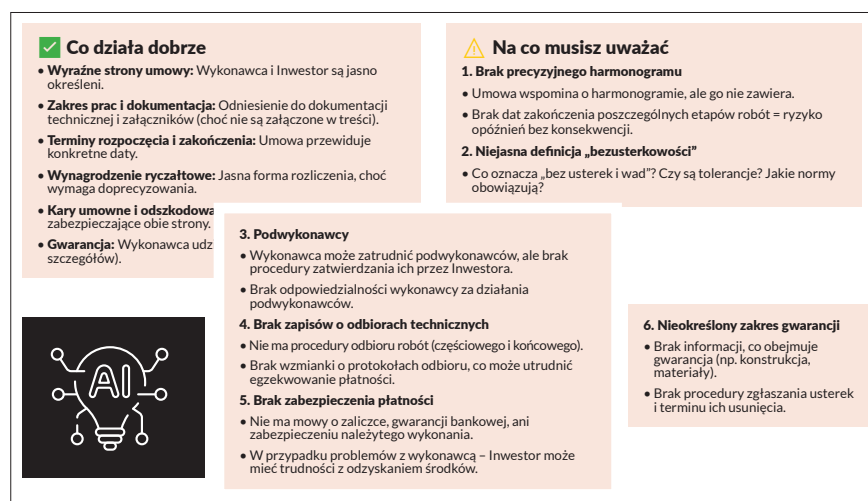 Co działa dobrze
• Wyraźne strony umowy: Wykonawca i Inwestor są jasno
określeni.
• Zakres prac i dokumentacja: Odniesienie do dokumentacji
technicznej i załączników (choć nie są załączone w treści).
• Terminy rozpoczęcia i zakończenia: Umowa przewiduje
konkretne daty.
• Wynagrodzenie ryczałtowe: Jasna forma rozliczenia, choć
wymaga doprecyzowania.
• Kary umowne i
zabezpieczające obie strony.
• Gwarancja: Wykonawca
szczegółów).
Na co musisz uważać
1. Brak precyzyjnego harmonogramu
• Umowa wspomina o harmonogramie, ale go nie zawiera.
• Brak dat zakończenia poszczególnych etapów robót = ryzyko
opóźnień bez konsekwencji.
2. Niejasna definicja „bezusterkowości”
• Co oznacza „bez usterek i wad”? Czy są tolerancje? Jakie normy
obowiązują?
3. Podwykonawcy
• Wykonawca może zatrudnić podwykonawców, ale brak
procedury zatwierdzania ich przez Inwestora.
• Brak odpowiedzialności wykonawcy za działania
podwykonawców.
4. Brak zapisów o odbiorach technicznych
• Nie ma procedury odbioru robót (częściowego i końcowego).
• Brak wzmianki o protokołach odbioru, co może utrudnić
egzekwowanie płatności.
5. Brak zabezpieczenia płatności
• Nie ma mowy o zaliczce, gwarancji bankowej, ani
zabezpieczeniu należytego wykonania.
• W przypadku problemów z wykonawcą – Inwestor może
mieć trudności z odzyskaniem środków.
6. Nieokreślony zakres gwarancji
• Brak informacji, co obejmuje
gwarancja (np. konstrukcja,
materiały).
• Brak procedury zgłaszania usterek
i terminu ich usunięcia.
AI